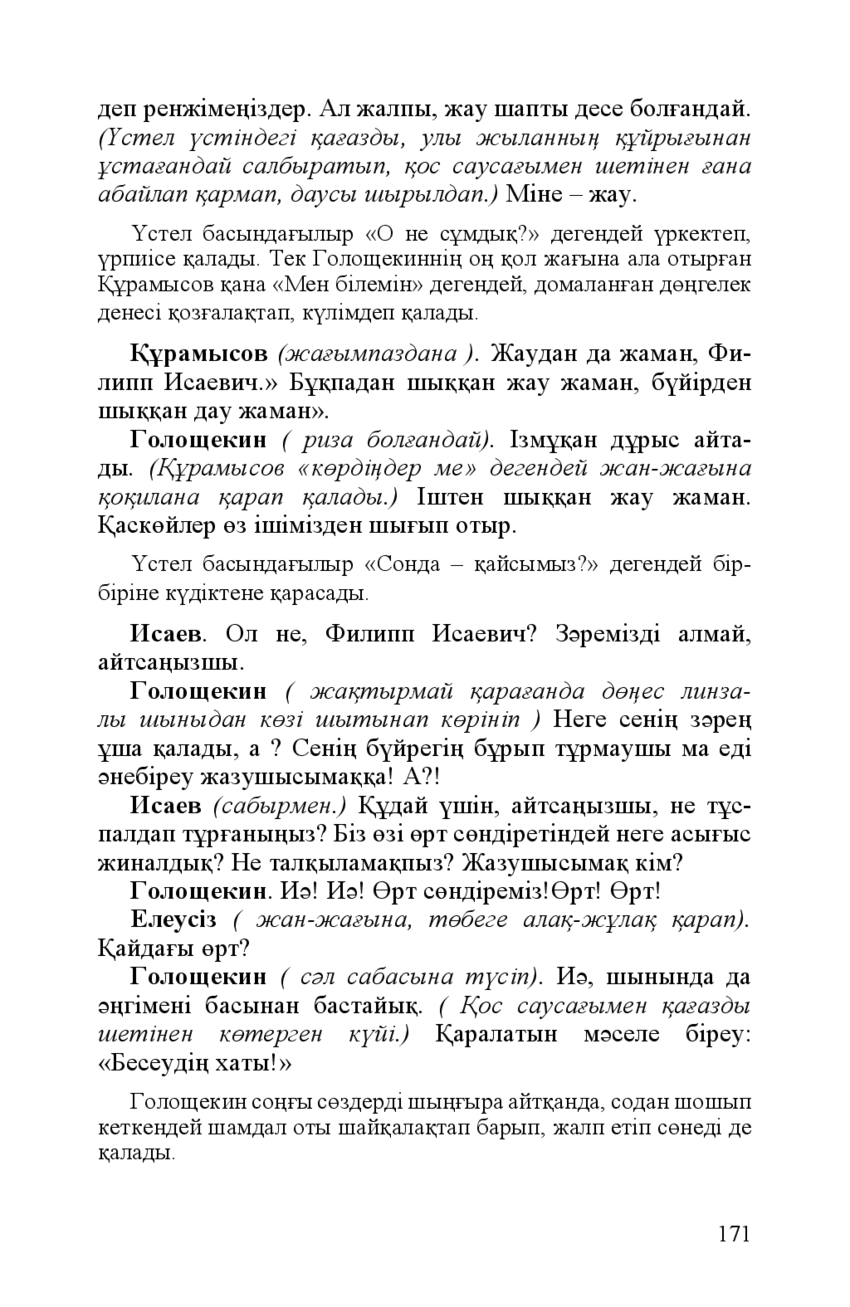 деп ренжімеңіздер. Ал жалпы, жау шапты десе болғандай.
(Үстел үстіндегі қағазды, улы жыланның құйрығынан
ұстағандай салбыратып, қос саусағымен шетінен ғана
абайлап қармап, даусы шырылдап.) Міне – жау.
Үстел басындағылыр «О не сұмдық?» дегендей үркектеп,
үрпиісе қалады. Тек Голощекиннің оң қол жағына ала отырған
Құрамысов қана «Мен білемін» дегендей, домаланған дөңгелек
денесі қозғалақтап, күлімдеп қалады.
Құрамысов (жағымпаздана ). Жаудан да жаман, Фи-
липп Исаевич.» Бұқпадан шыққан жау жаман, бүйірден
шыққан дау жаман».
Голощекин ( риза болғандай). Ізмұқан дұрыс айта-
ды. (Құрамысов «көрдіңдер ме» дегендей жан-жағына
қоқилана қарап қалады.) Іштен шыққан жау жаман.
Қаскөйлер өз ішімізден шығып отыр.
Үстел басындағылыр «Сонда – қайсымыз?» дегендей бір-
біріне күдіктене қарасады.
Исаев. Ол не, Филипп Исаевич? Зәремізді алмай,
айтсаңызшы.
Голощекин ( жақтырмай қарағанда дөңес линза-
лы шыныдан көзі шытынап көрініп ) Неге сенің зәрең
ұша қалады, а ? Сенің бүйрегің бұрып тұрмаушы ма еді
әнебіреу жазушысымаққа! А?!
Исаев (сабырмен.) Құдай үшін, айтсаңызшы, не тұс-
палдап тұрғаныңыз? Біз өзі өрт сөндіретіндей неге асығыс
жиналдық? Не талқыламақпыз? Жазушысымақ кім?
Голощекин. Иә! Иә! Өрт сөндіреміз!Өрт! Өрт!
Елеусіз ( жан-жағына, төбеге алақ-жұлақ қарап).
Қайдағы өрт?
Голощекин ( сәл сабасына түсіп). Иә, шынында да
әңгімені басынан бастайық. ( Қос саусағымен қағазды
шетінен көтерген күйі.) Қаралатын мәселе біреу:
«Бесеудің хаты!»
Голощекин соңғы сөздерді шыңғыра айтқанда, содан шошып
кеткендей шамдал оты шайқалақтап барып, жалп етіп сөнеді де
қалады.
171